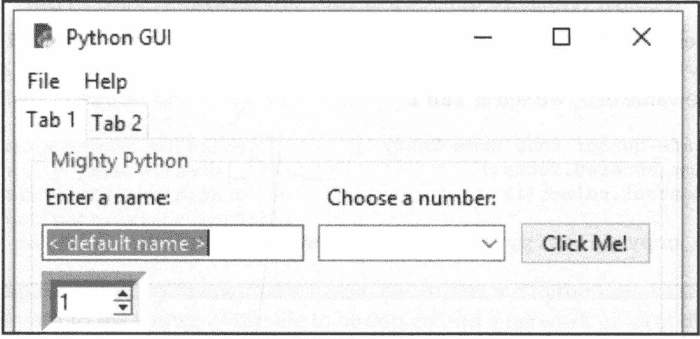 Python GUI
File Help
Tab 1 Tab 2
Mighty Python
Enter a name: Choose a number:
< default name > Click Me!
1